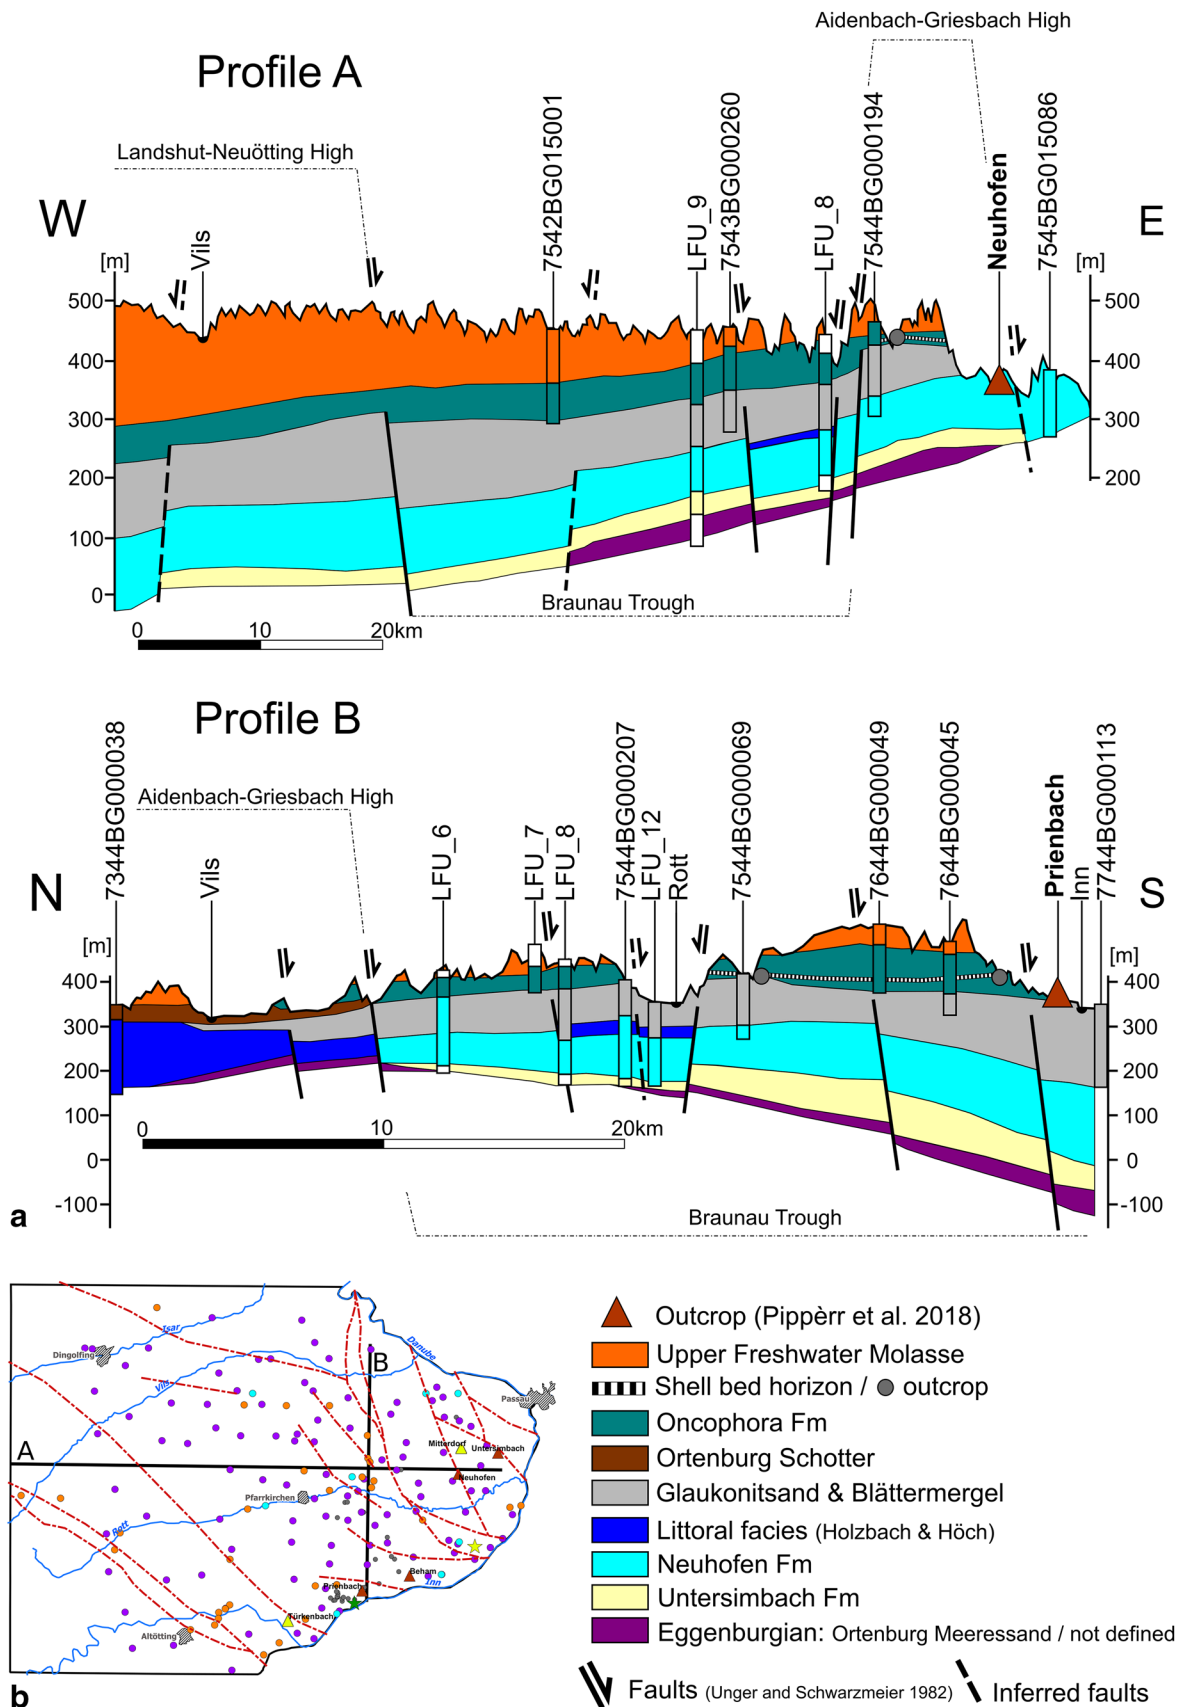 Aidenbach-Griesbach High
Profile A
Landshut-Neuötting High
W
E
Vils
7542BG015001
LFU_9
7543BG000260
LFU_8
7544BG000194
Neuhofen
7545BG015086
[m]
[m]
500
400
300
200
100
0
500
400
300
200
Braunau Trough
0 10 20km
Profile B
Aidenbach-Griesbach High
N
S
7344BG000038
Vils
LFU_6
LFU_7
LFU_8
7544BG000207
LFU_12
Rott
7544BG000069
7644BG000049
7644BG000045
Prienbach
Inn
7744BG000113
[m]
[m]
400
300
200
100
0
-100
400
300
200
100
0
-100
0 10 20km
Braunau Trough
a
Isar
Danube
Dingolfing
Vils
B
Passau
A
Mitterdorf
Untersimbach
Neuhofen
Pfarrkirchen
Rott
Beham
Inn
Prienbach
Türkenbach
Altötting
b
Outcrop (Pippèrr et al. 2018)
Upper Freshwater Molasse
Shell bed horizon / outcrop
Oncophora Fm
Ortenburg Schotter
Glaukonitsand & Blättermergel
Littoral facies (Holzbach & Höch)
Neuhofen Fm
Untersimbach Fm
Eggenburgian: Ortenburg Meeressand / not defined
Faults (Unger and Schwarzmeier 1982)
Inferred faults